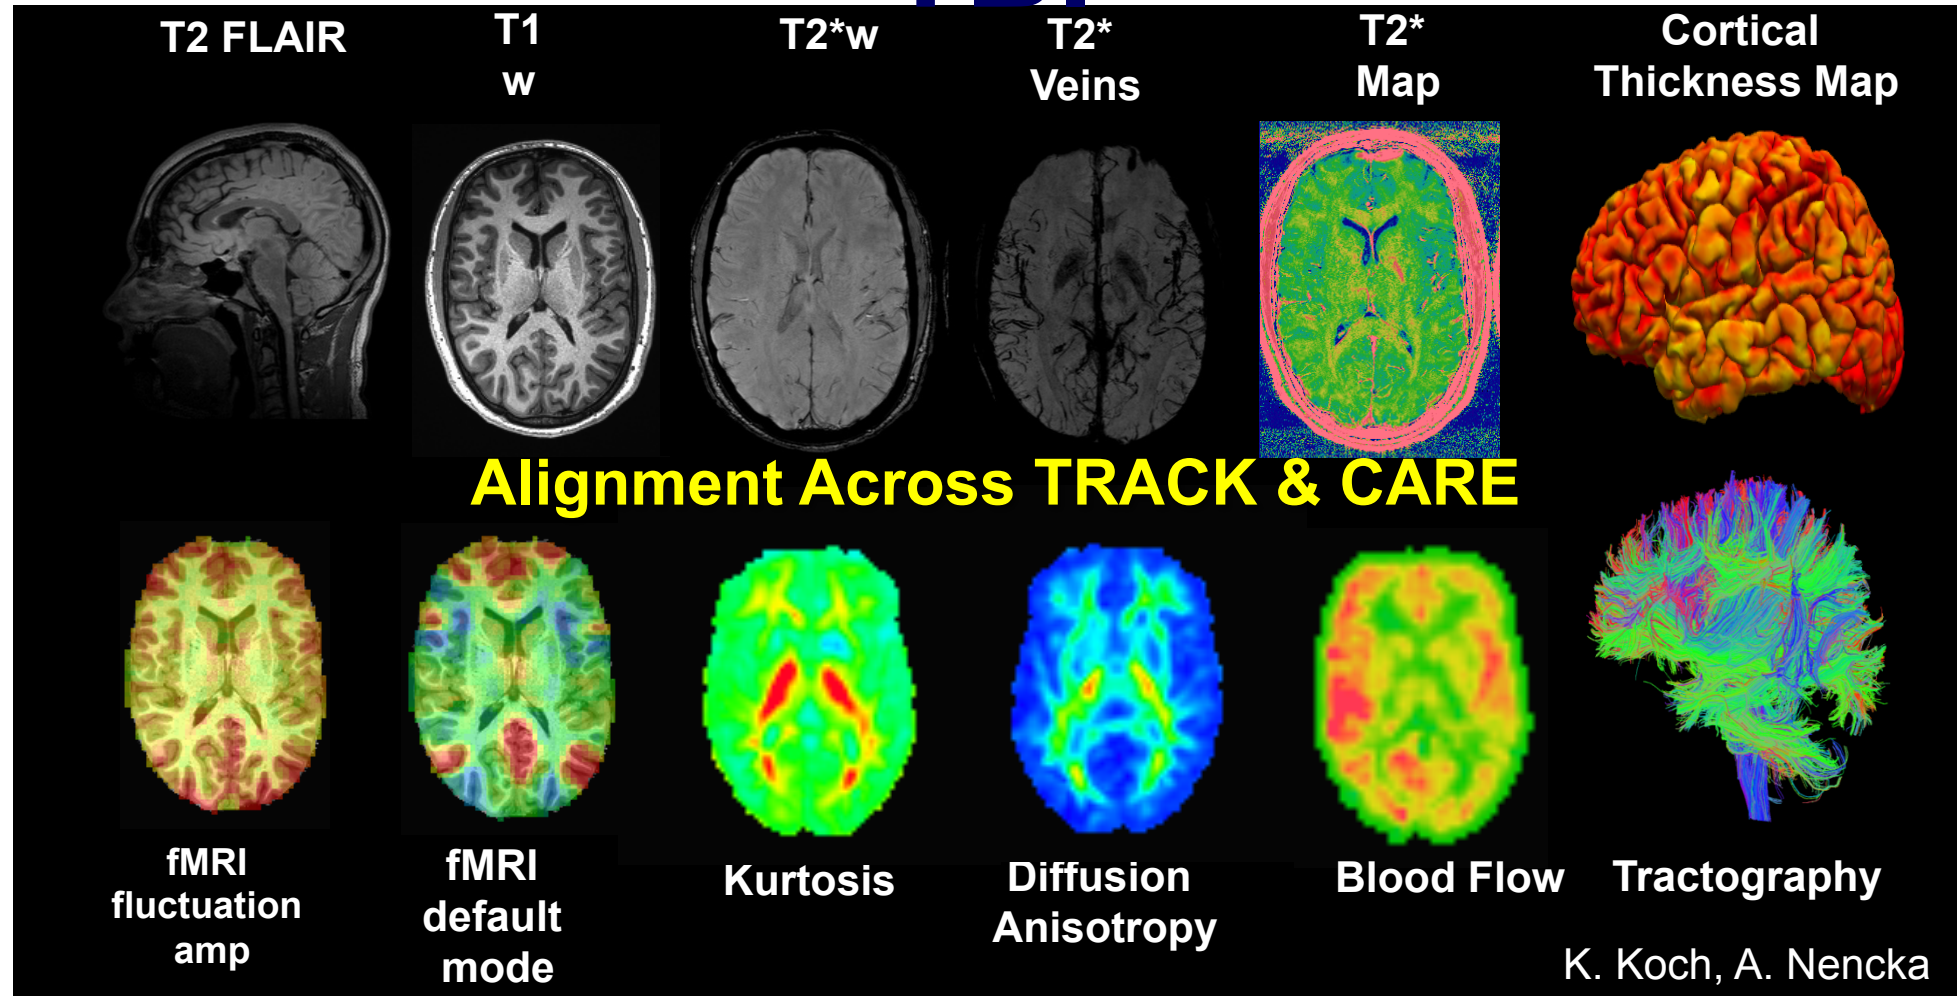 T2 FLAIR
T1
w
T2*w
T2*
Veins
T2*
Map
Cortical
Thickness Map
Alignment Across TRACK & CARE
fMRI
fluctuation
amp
fMRI
default
mode
Kurtosis
Diffusion
Anisotropy
Blood Flow
Tractography
K. Koch, A. Nencka